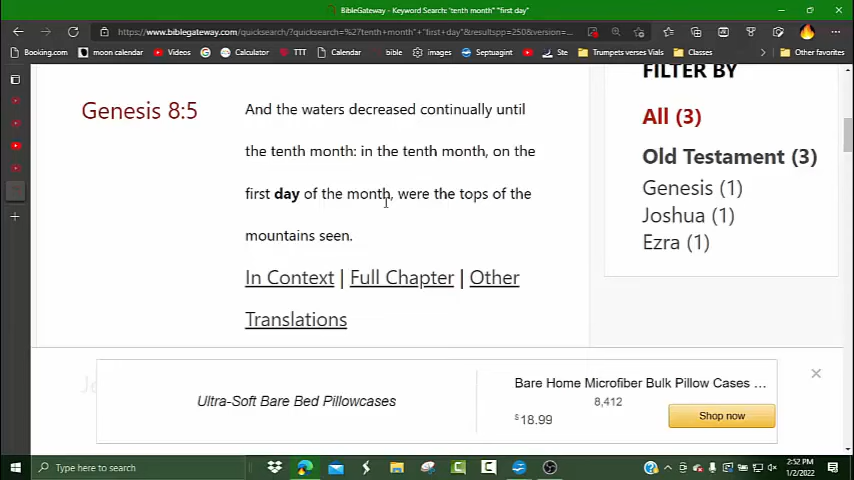 BibleGateway - Keyword Search: "tenth month" "first day"
https://www.biblegateway.com/quicksearch/?quicksearch=%27tenth+month"+"first+day"&resultspp=250&version=...
Booking.com
moon calendar
Videos
G
Calculator
TTT
Calendar
bible
images
Septuagint
Ste
Trumpets verses Vials
Classes
Other favorites
FILTER BY
All (3)
Old Testament (3)
Genesis (1)
Joshua (1)
Ezra (1)
Genesis 8:5
And the waters decreased continually until
the tenth month: in the tenth month, on the
first day of the month, were the tops of the
mountains seen.
In Context | Full Chapter | Other
Translations
Ultra-Soft Bare Bed Pillowcases
Bare Home Microfiber Bulk Pillow Cases ...
8,412
$18.99
Shop now
Type here to search
2:52 PM
1/2/2022